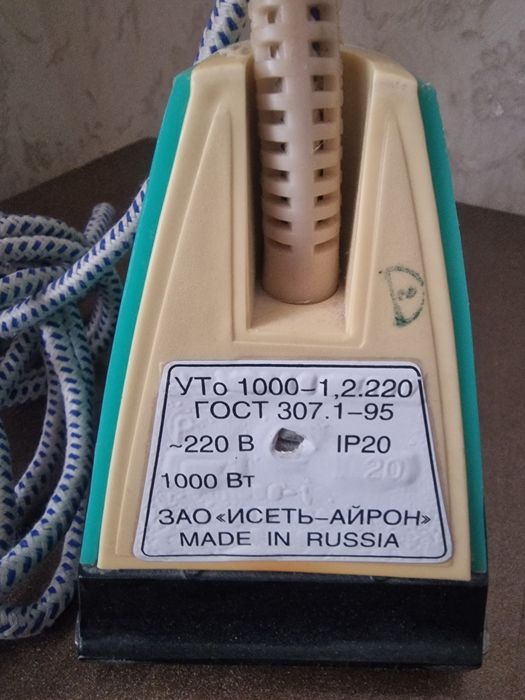 УТо 1000-1,2.220
ГОСТ 307.1-95
~220 В IP20
1000 Вт
ЗАО «ИСЕТЬ-АЙРОН»
MADE IN RUSSIA